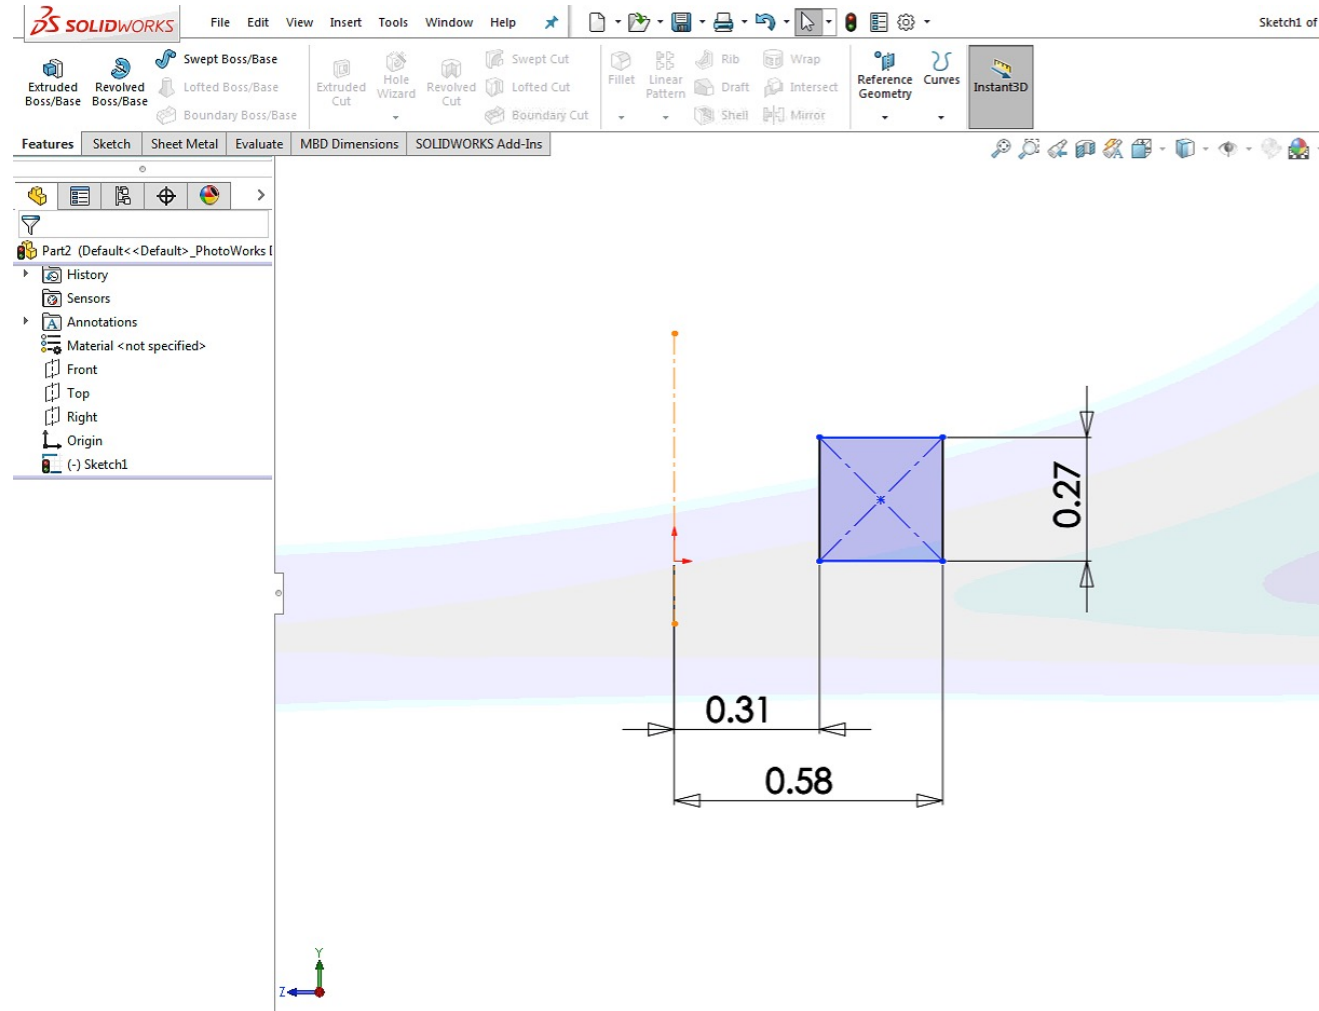 SOLIDWORKS File Edit View Insert Tools Window Help Sketch1 of
Extruded Boss/Base
Revolved Boss/Base
Swept Boss/Base
Lofted Boss/Base
Boundary Boss/Base
Extruded Cut
Hole Wizard
Revolved Cut
Swept Cut
Lofted Cut
Boundary Cut
Fillet
Linear Pattern
Rib
Draft
Shell
Wrap
Intersect
Mirror
Reference Geometry
Curves
Instant3D
Features Sketch Sheet Metal Evaluate MBD Dimensions SOLIDWORKS Add-Ins
Part2 (Default<<Default>_PhotoWorks
History
Sensors
Annotations
Material <not specified>
Front
Top
Right
Origin
(-) Sketch1
0.27
0.31
0.58
Y
Z